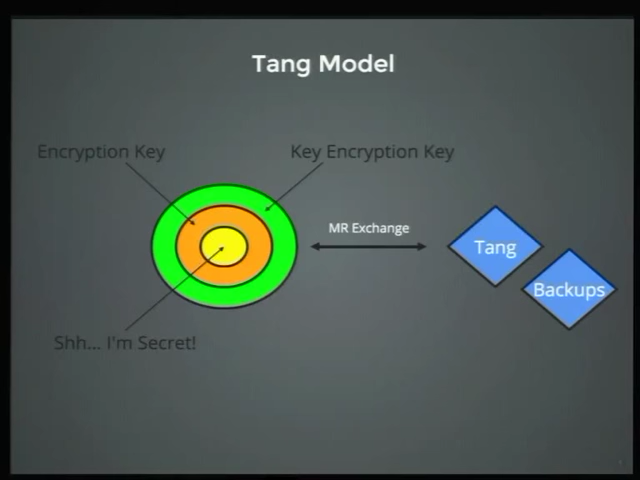 Tang Model
Encryption Key
Key Encryption Key
MR Exchange
Tang
Backups
Shh... I'm Secret!